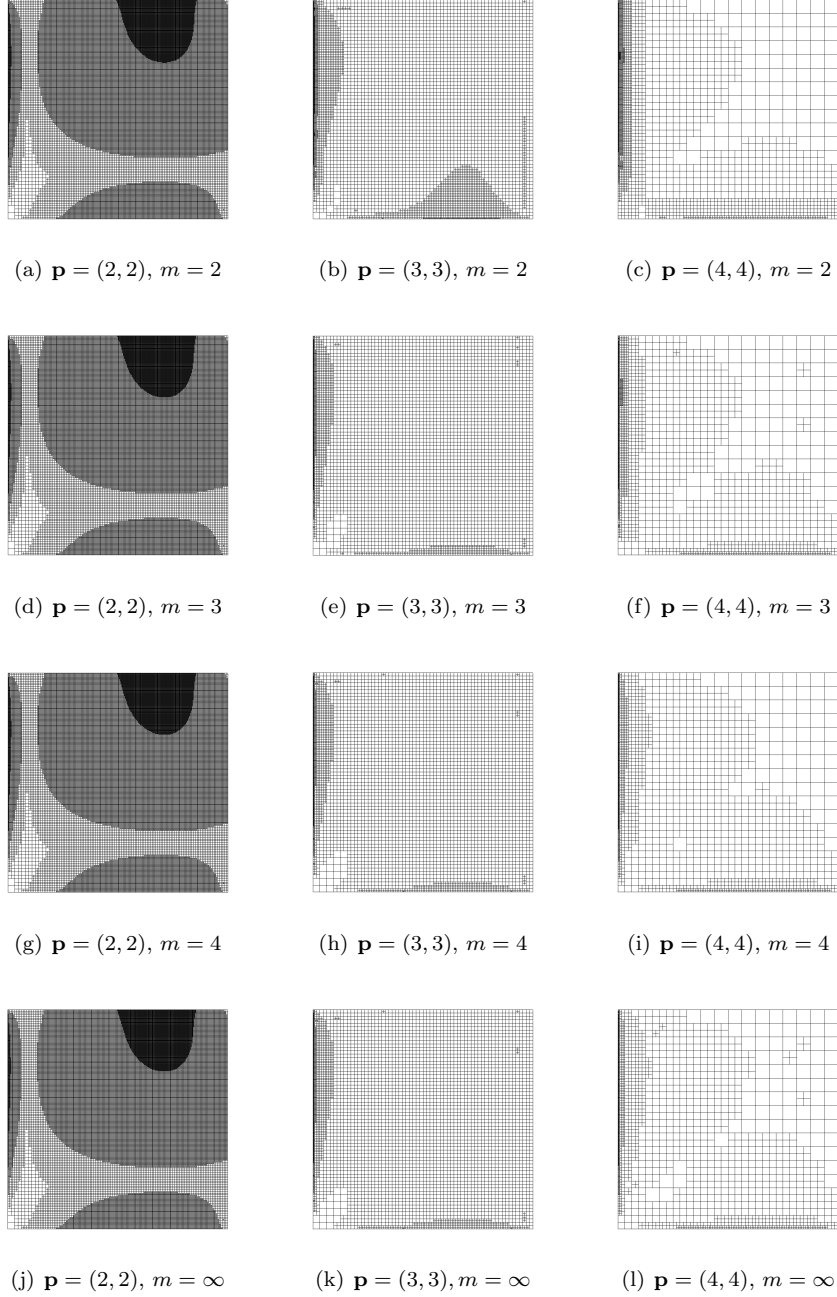 (a) p = (2, 2), m = 2
(b) p = (3, 3), m = 2
(c) p = (4, 4), m = 2
(d) p = (2, 2), m = 3
(e) p = (3, 3), m = 3
(f) p = (4, 4), m = 3
(g) p = (2, 2), m = 4
(h) p = (3, 3), m = 4
(i) p = (4, 4), m = 4
(j) p = (2, 2), m = ∞
(k) p = (3, 3), m = ∞
(l) p = (4, 4), m = ∞